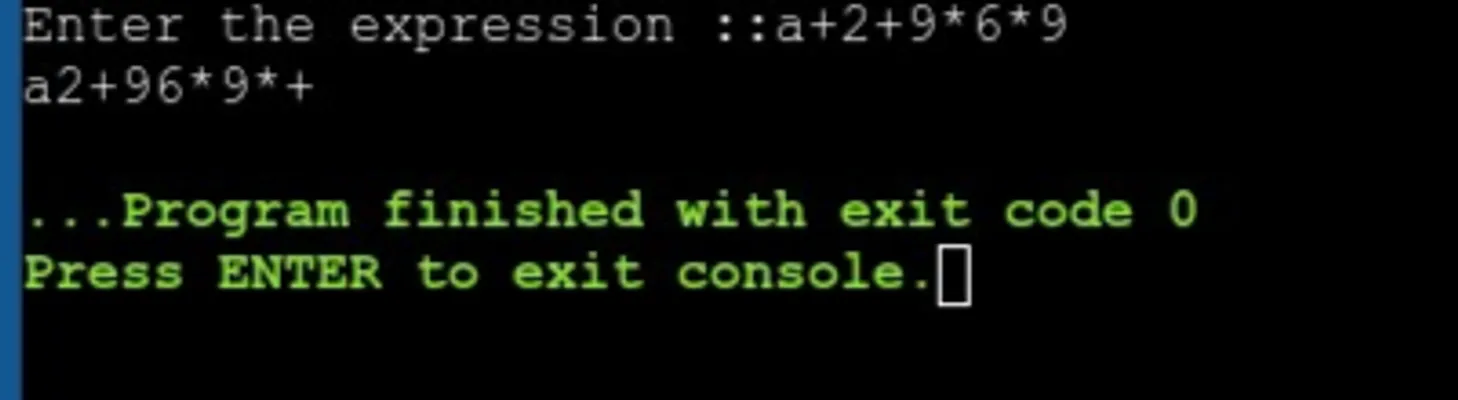 Enter the expression ::a+2+9*6*9
a2+96*9*+
...Program finished with exit code 0
Press ENTER to exit console.